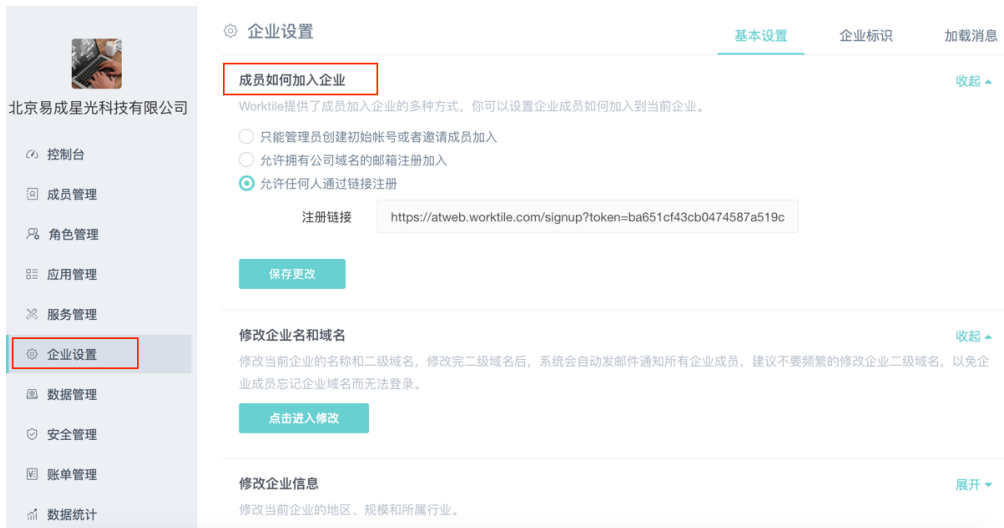 北京易成星光科技有限公司
控制台
成员管理
角色管理
应用管理
服务管理
企业设置
数据管理
安全管理
账单管理
数据统计
企业设置
基本设置
企业标识
加载消息
成员如何加入企业
收起
Worktile提供了成员加入企业的多种方式，你可以设置企业成员如何加入到当前企业。
只能管理员创建初始帐号或者邀请成员加入
允许拥有公司域名的邮箱注册加入
允许任何人通过链接注册
注册链接
https://atweb.worktile.com/signup?token=ba651cf43cb0474587a519c
保存更改
修改企业名和域名
收起
修改当前企业的名称和二级域名，修改完二级域名后，系统会自动发邮件通知所有企业成员，建议不要频繁的修改企业二级域名，以免企
业成员忘记企业域名而无法登录。
点击进入修改
修改企业信息
展开
修改当前企业的地区、规模和所属行业。